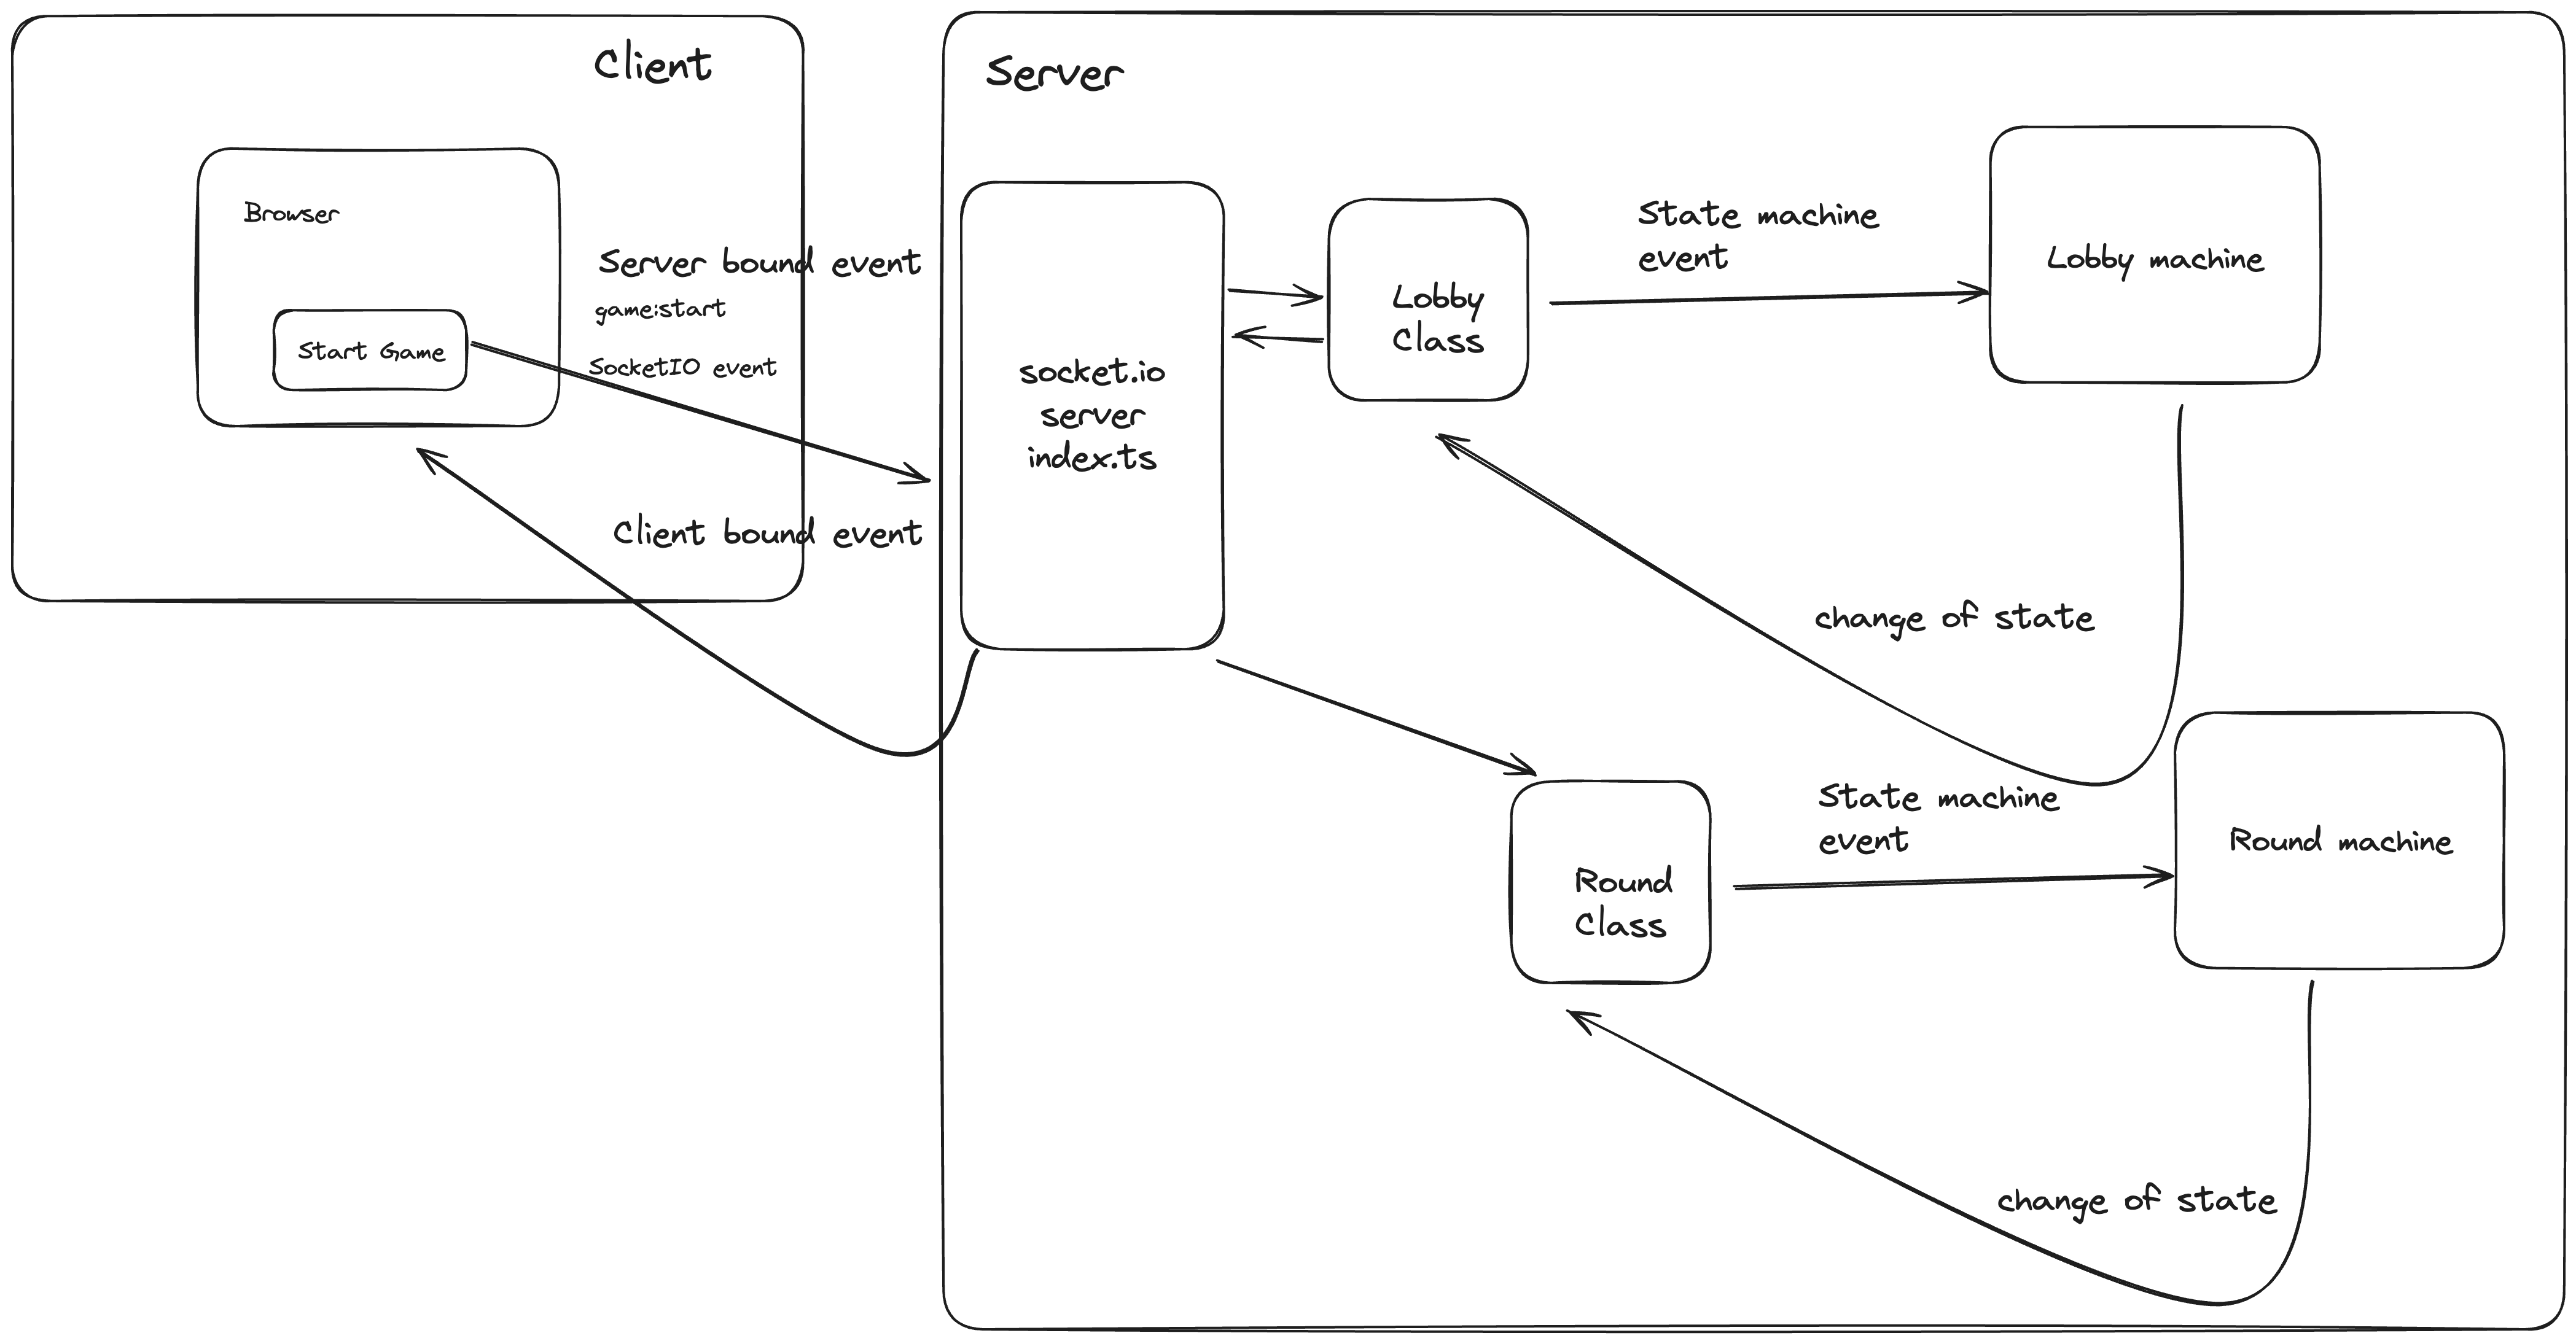 Client
Browser
Start Game
Server bound event
game:start
SocketIO event
Client bound event
Server
socket.io
server
index.ts
Lobby
Class
State machine
event
Lobby machine
change of state
Round
Class
State machine
event
Round machine
change of state